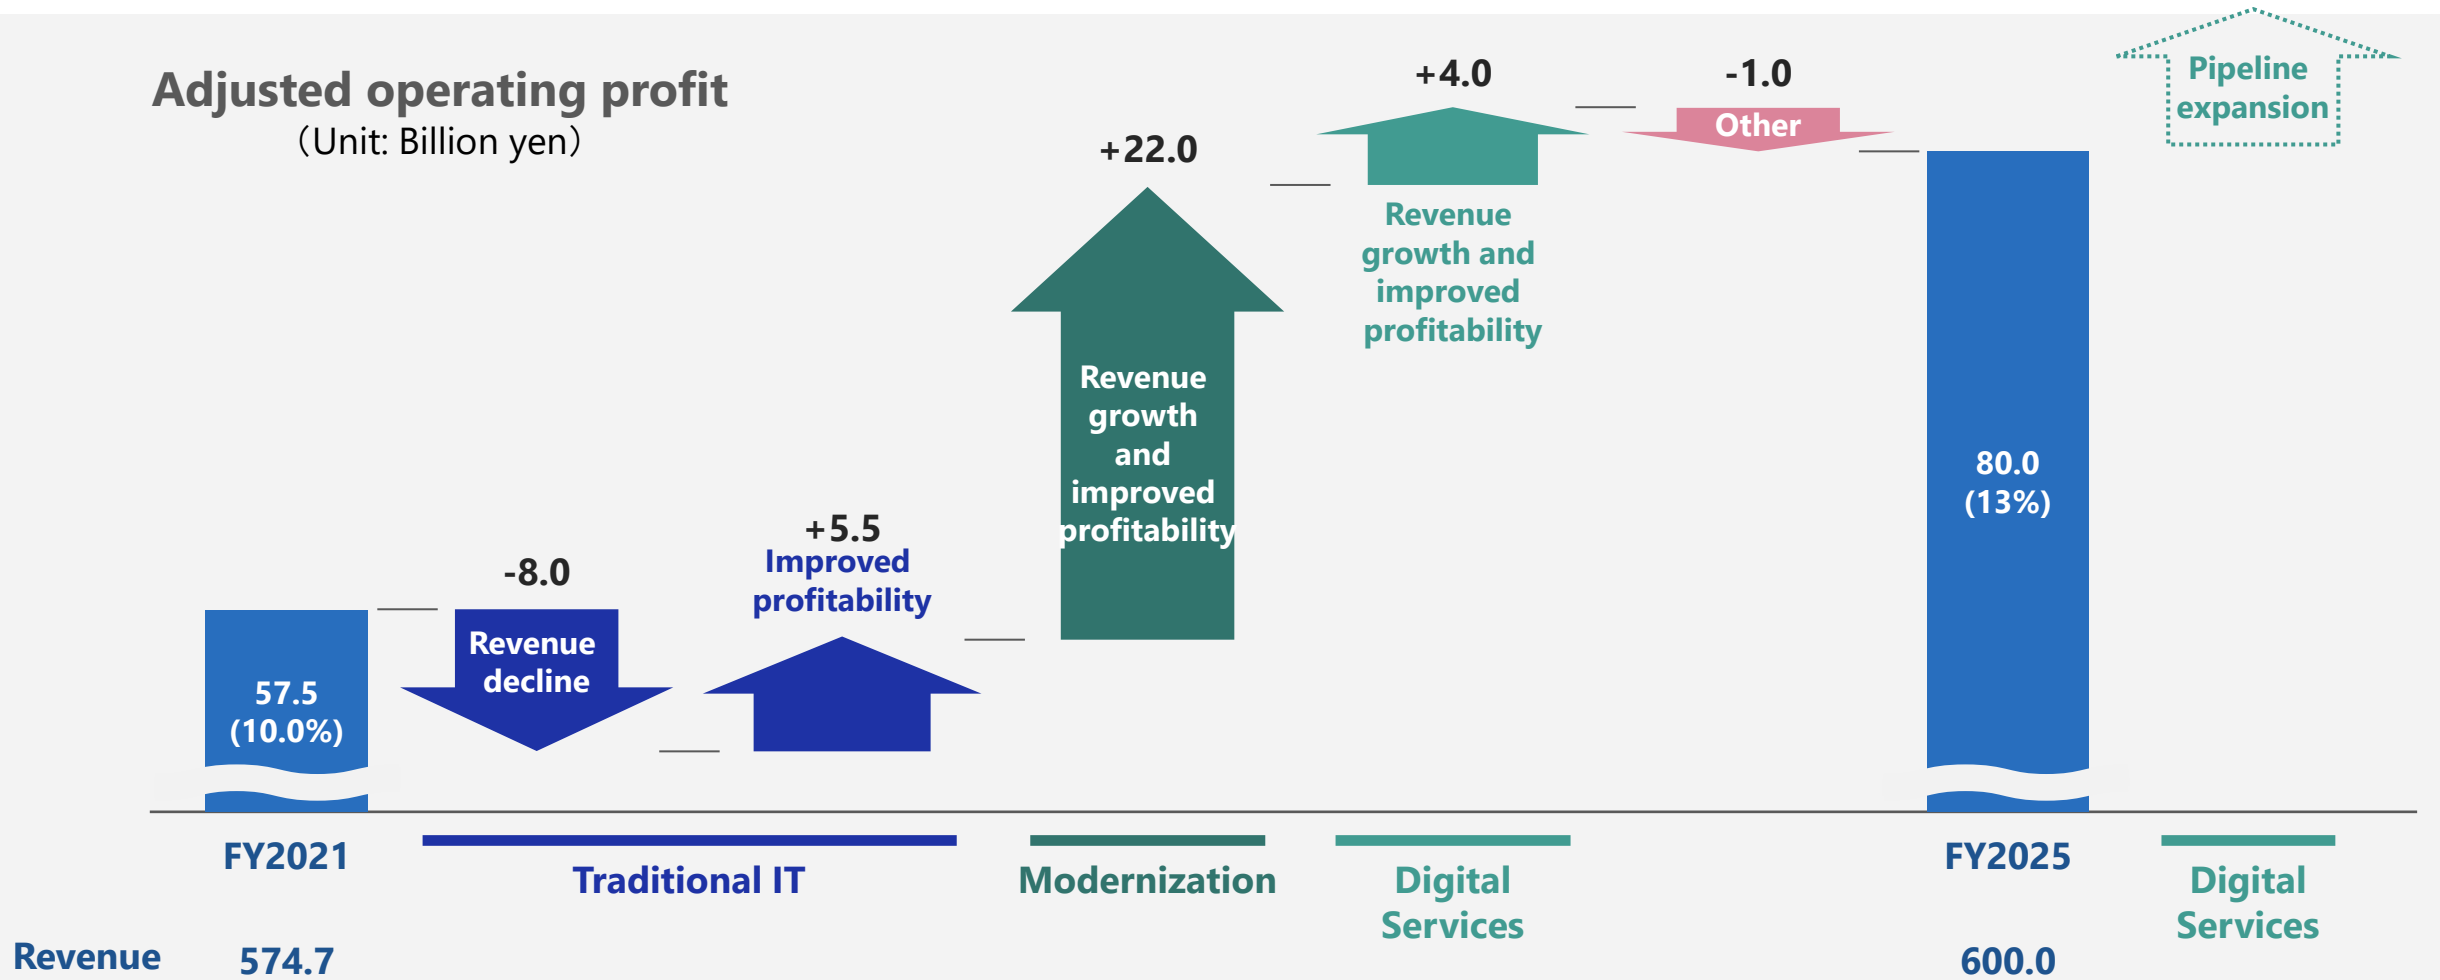 Adjusted operating profit
（Unit: Billion yen）
57.5
(10.0%)
-8.0
Revenue
decline
+5.5
Improved
profitability
+22.0
Revenue
growth
and
improved
profitability
+4.0
Revenue
growth and
improved
profitability
-1.0
Other
80.0
(13%)
Pipeline
expansion
FY2021
Traditional IT
Modernization
Digital
Services
FY2025
Digital
Services
Revenue 574.7 600.0